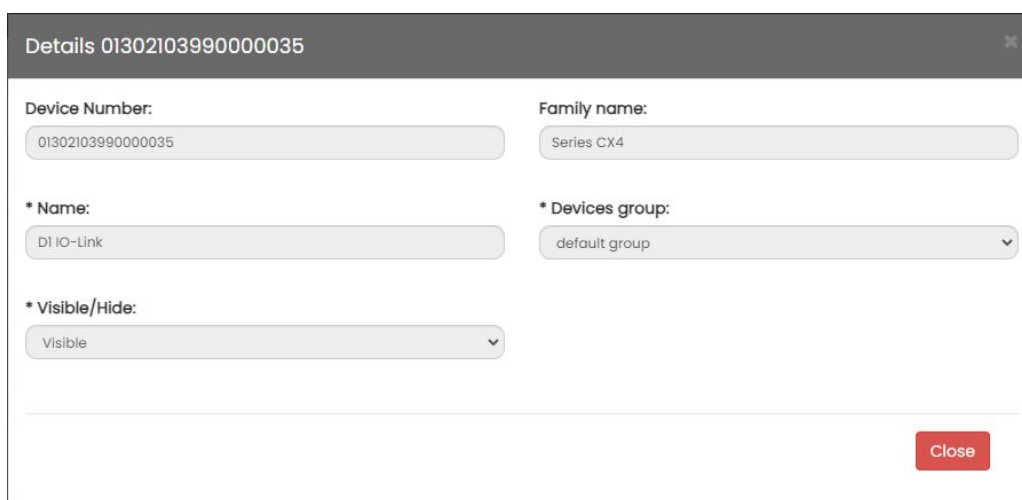 Details 01302103990000035
×
Device Number:
01302103990000035
Family name:
Series CX4
* Name:
D1 IO-Link
* Devices group:
default group
* Visible/Hide:
Visible
Close